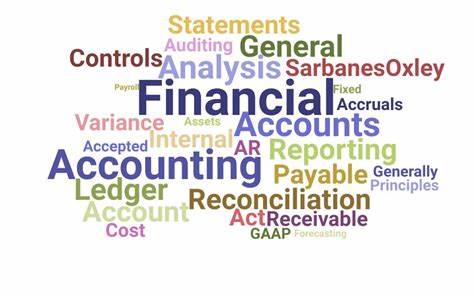 Statements
Auditing General
Controls
Analysis SarbanesOxley
Payroll Financial Fixed
Accruals
Variance Assets Accounts
Internal
Accepted AR Reporting
Accounting Payable Generally
Ledger Principles
Reconciliation
Account Act Receivable
Cost GAAP Forecasting